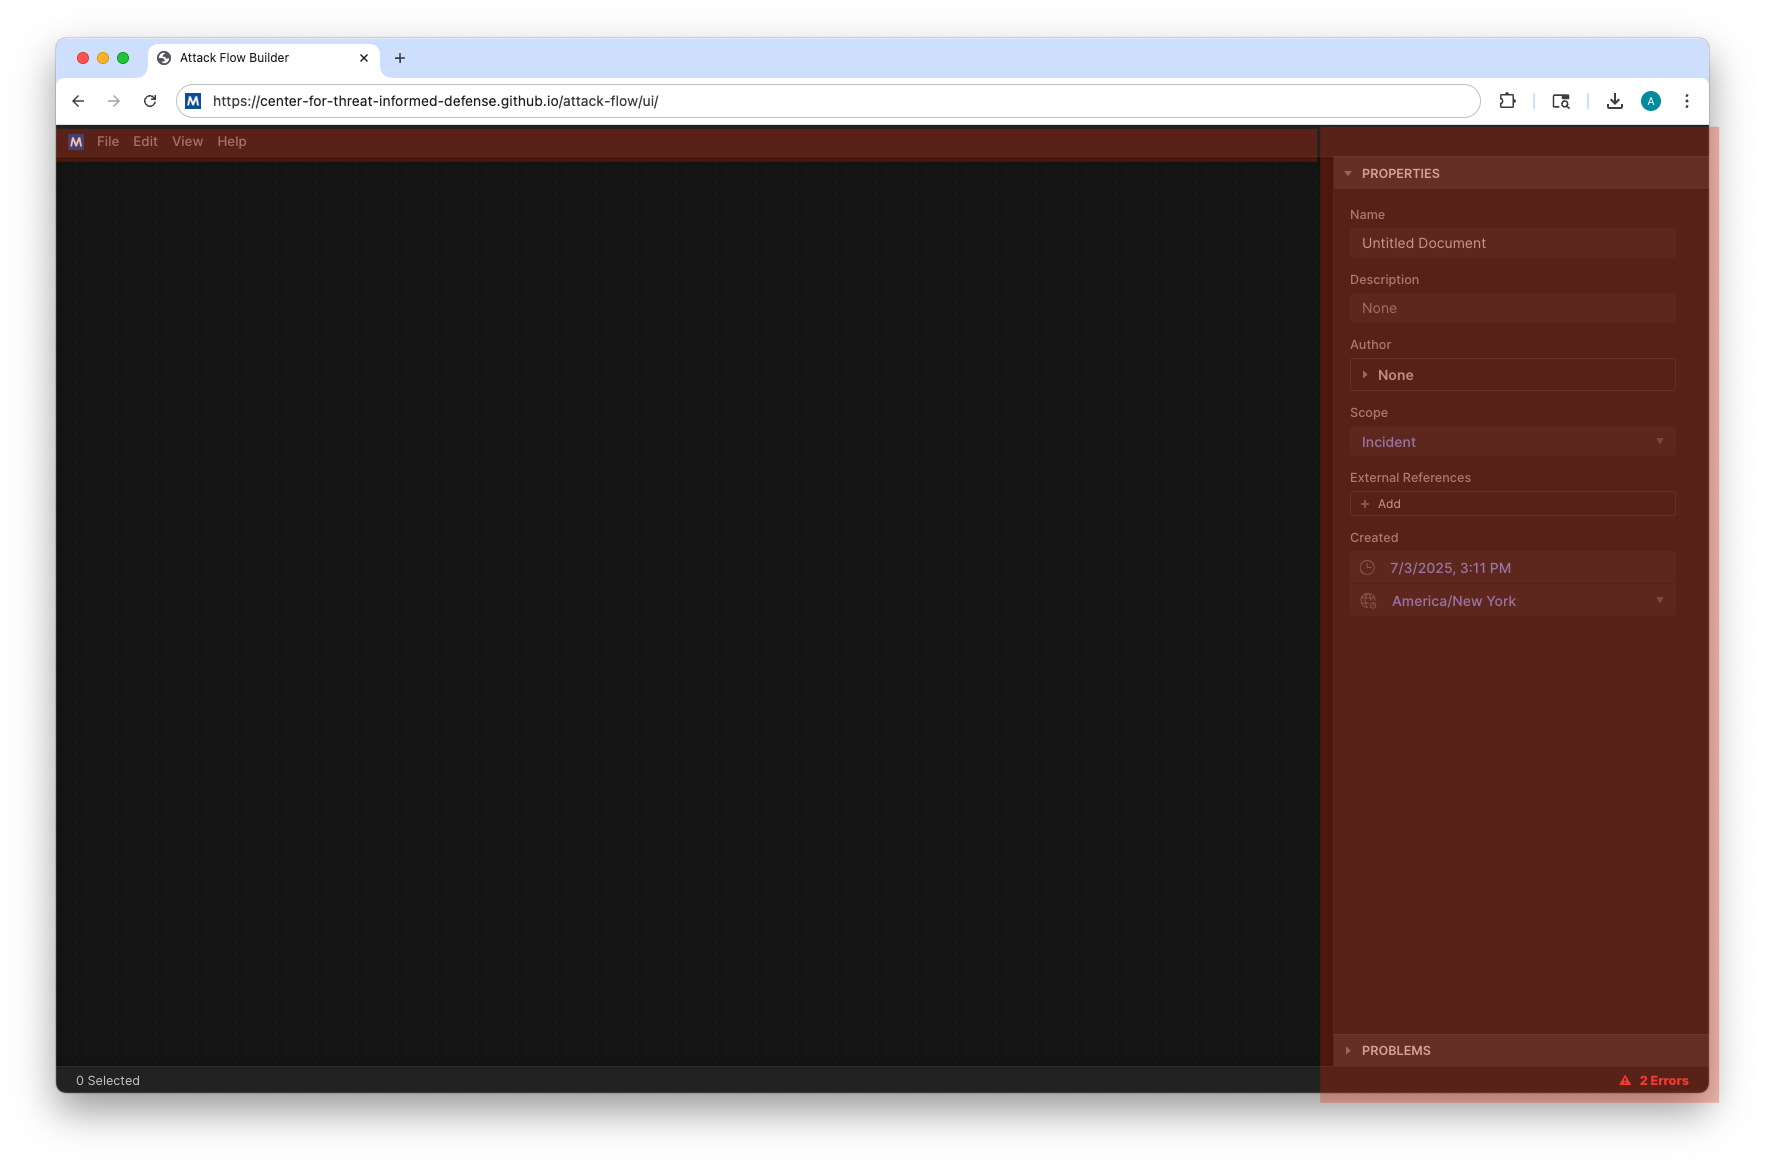 Attack Flow Builder
https://center-for-threat-informed-defense.github.io/attack-flow/ui/
A
M File Edit View Help
PROPERTIES
Name
Untitled Document
Description
None
Author
None
Scope
Incident
External References
+ Add
Created
7/3/2025, 3:11 PM
America/New York
PROBLEMS
0 Selected
2 Errors